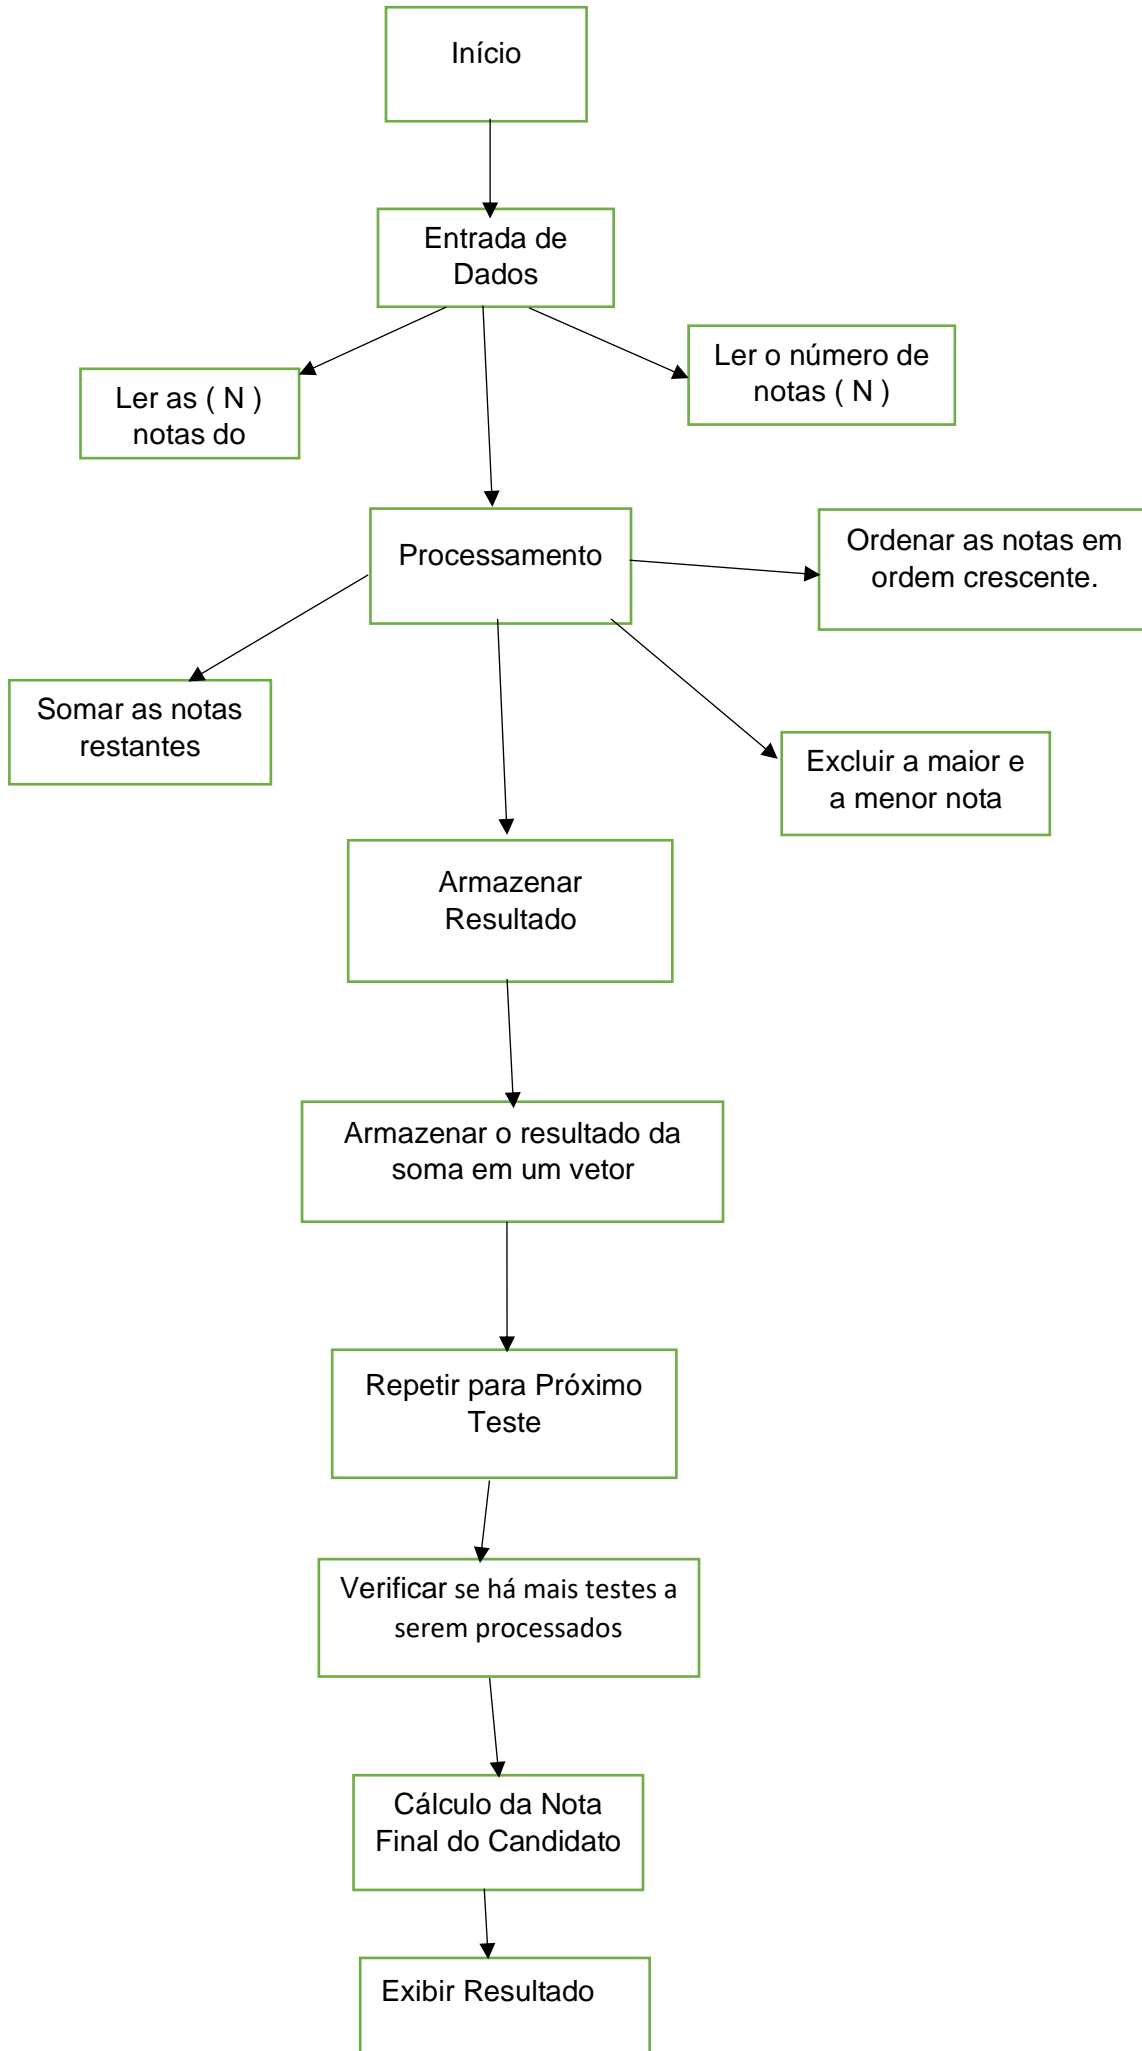 Início
Entrada de
Dados
Ler o número de
notas ( N )
Ler as ( N )
notas do
Processamento
Ordenar as notas em
ordem crescente.
Somar as notas
restantes
Excluir a maior e
a menor nota
Armazenar
Resultado
Armazenar o resultado da
soma em um vetor
Repetir para Próximo
Teste
Verificar se há mais testes a
serem processados
Cálculo da Nota
Final do Candidato
Exibir Resultado